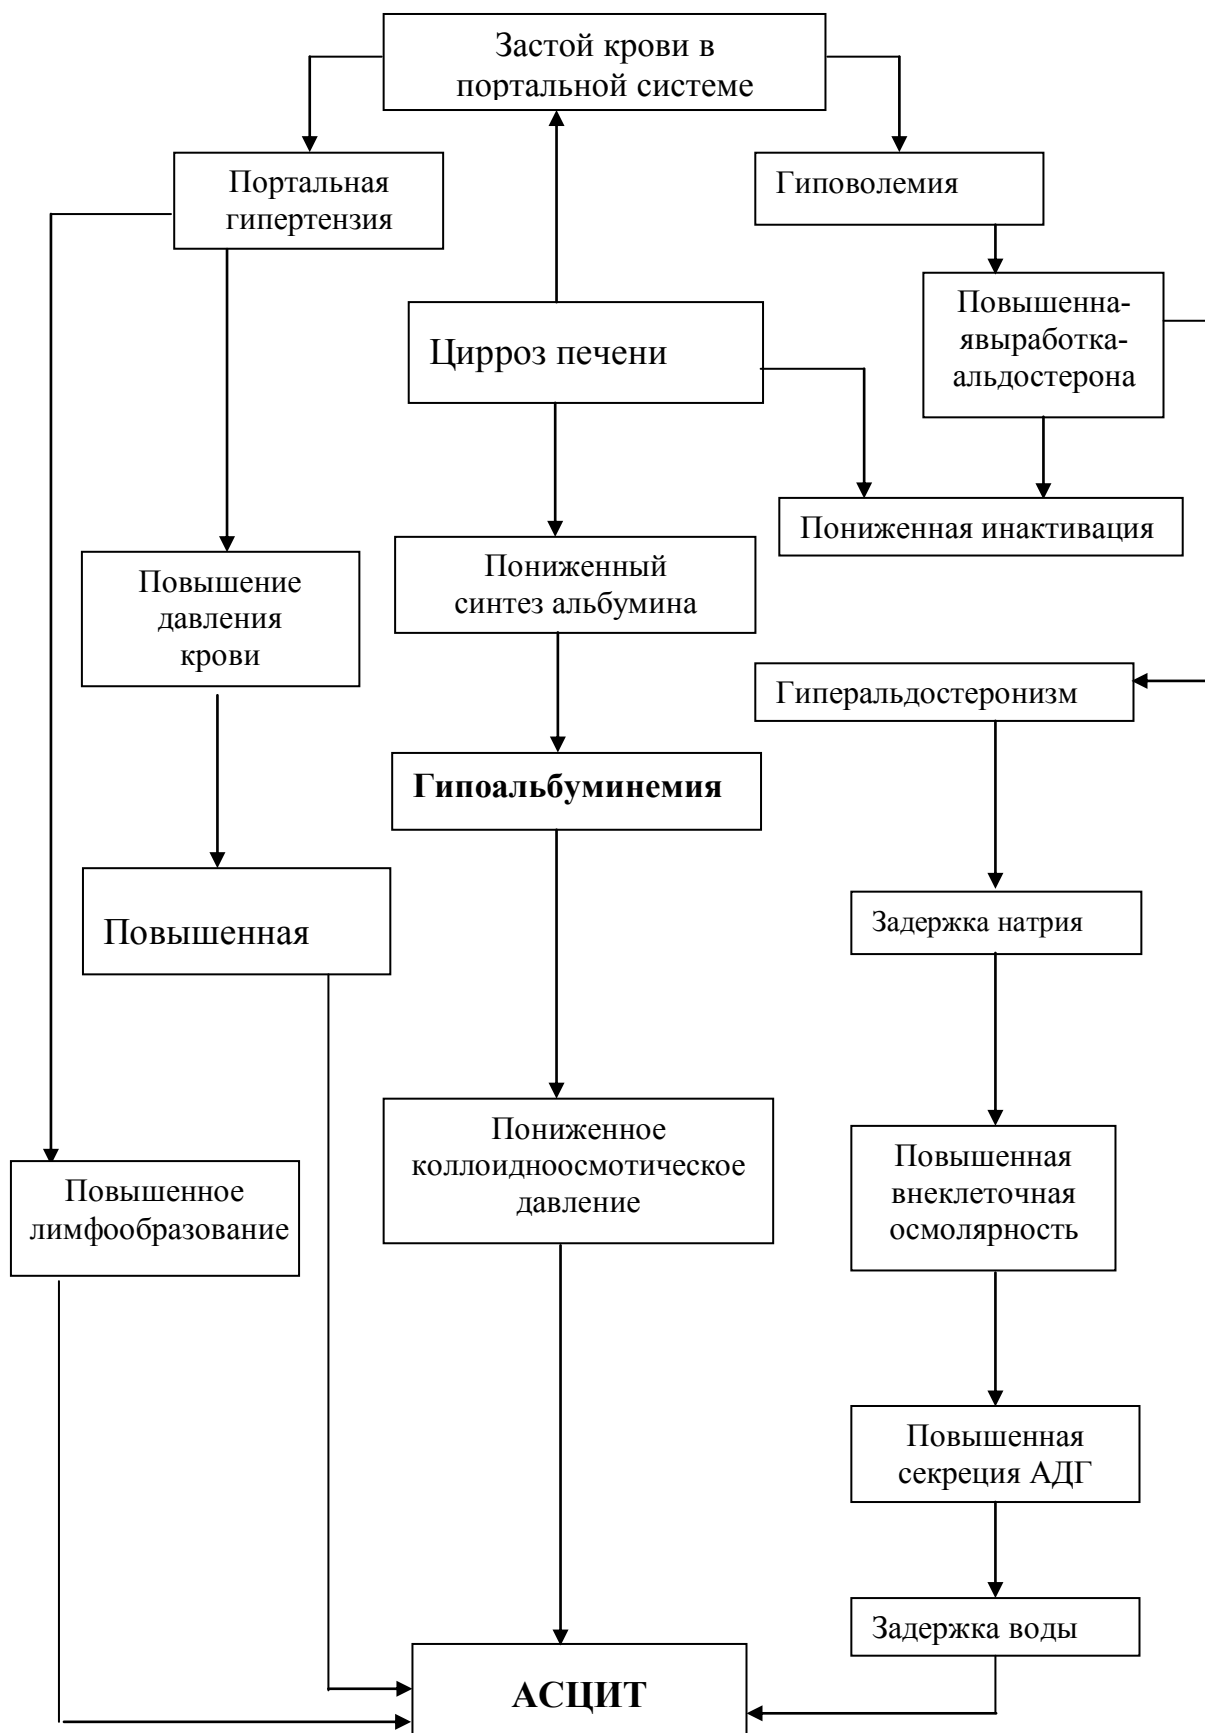 Застой крови в
портальной системе
Портальная
гипертензия
Гиповолемия
Повышенна-
явыработка-
альдостерона
Цирроз печени
Пониженная инактивация
Пониженный
синтез альбумина
Повышение
давления
крови
Гиперальдостеронизм
Гипоальбуминемия
Повышенная
Задержка натрия
Пониженное
коллоидноосмотическое
давление
Повышенная
внеклеточная
осмолярность
Повышенное
лимфообразование
Повышенная
секреция АДГ
Задержка воды
АСЦИТ